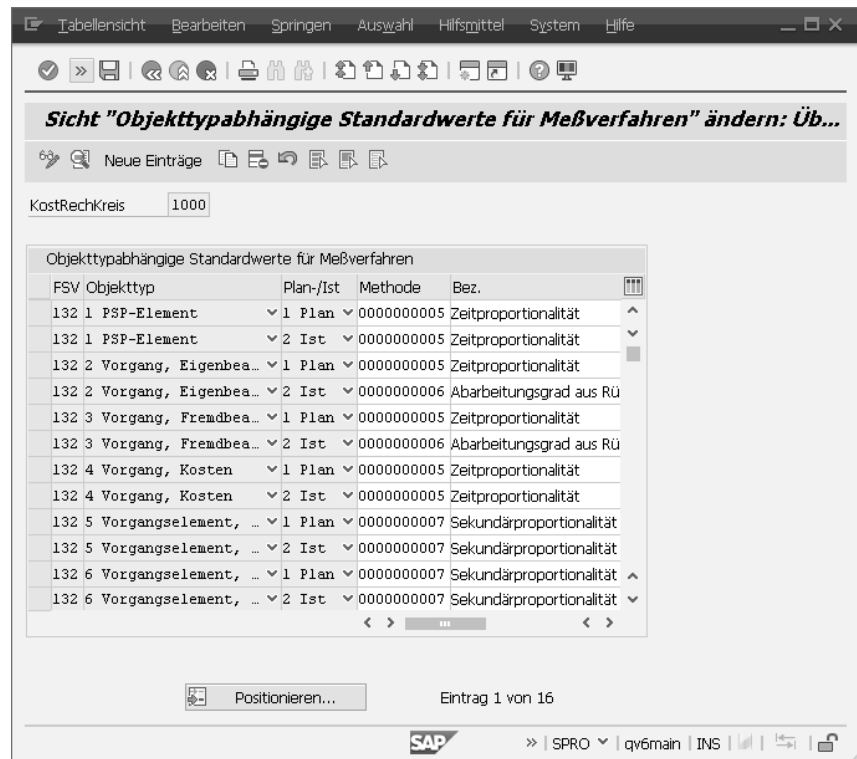 Tabellensicht Bearbeiten Springen Auswahl Hilfsmittel System Hilfe
Sicht "Objekttypabhängige Standardwerte für Meßverfahren" ändern: Üb...
Neue Einträge
KostRechKreis 1000
Objekttypabhängige Standardwerte für Meßverfahren
FSV Objekttyp Plan-/Ist Methode Bez.
132 1 PSP-Element 1 Plan 0000000005 Zeitproportionalität
132 1 PSP-Element 2 Ist 0000000005 Zeitproportionalität
132 2 Vorgang, Eigenbea… 1 Plan 0000000005 Zeitproportionalität
132 2 Vorgang, Eigenbea… 2 Ist 0000000006 Abarbeitungsgrad aus Rü
132 3 Vorgang, Fremdbea… 1 Plan 0000000005 Zeitproportionalität
132 3 Vorgang, Fremdbea… 2 Ist 0000000006 Abarbeitungsgrad aus Rü
132 4 Vorgang, Kosten 1 Plan 0000000005 Zeitproportionalität
132 4 Vorgang, Kosten 2 Ist 0000000005 Zeitproportionalität
132 5 Vorgangselement, … 1 Plan 0000000007 Sekundärproportionalität
132 5 Vorgangselement, … 2 Ist 0000000007 Sekundärproportionalität
132 6 Vorgangselement, … 1 Plan 0000000007 Sekundärproportionalität
132 6 Vorgangselement, … 2 Ist 0000000007 Sekundärproportionalität
Positionieren... Eintrag 1 von 16
SAP » | SPRO | qv6main | INS